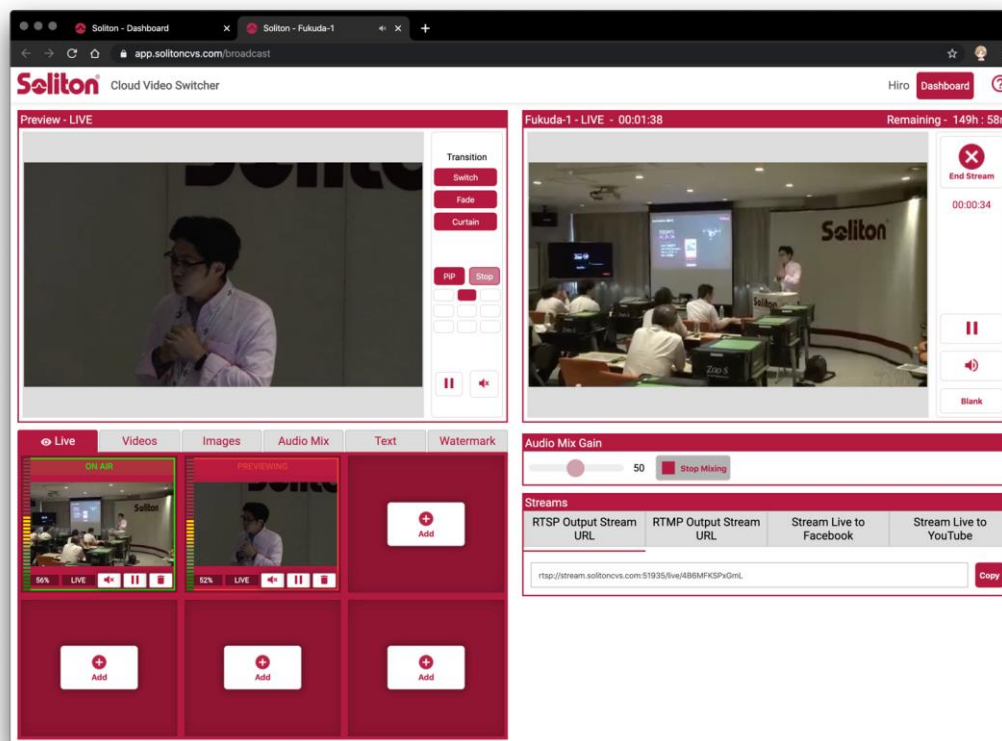 Soliton - Dashboard
Soliton - Fukuda-1
app.solitoncvs.com/broadcast
Soliton
Cloud Video Switcher
Hiro
Dashboard
Preview - LIVE
Transition
Switch
Fade
Curtain
PiP
Stop
Fukuda-1 - LIVE - 00:01:38
Remaining - 149h : 58
End Stream
00:00:34
Blank
Soliton
Soliton
Zao-S
Live
Videos
Images
Audio Mix
Text
Watermark
ON AIR
56%
LIVE
PREVIEWING
52%
LIVE
Add
Add
Add
Add
Audio Mix Gain
50
Stop Mixing
Streams
RTSP Output Stream URL
RTMP Output Stream URL
Stream Live to Facebook
Stream Live to YouTube
rtsp://stream.solitoncvs.com:51935/live/4B6MFKSPxGmL
Copy